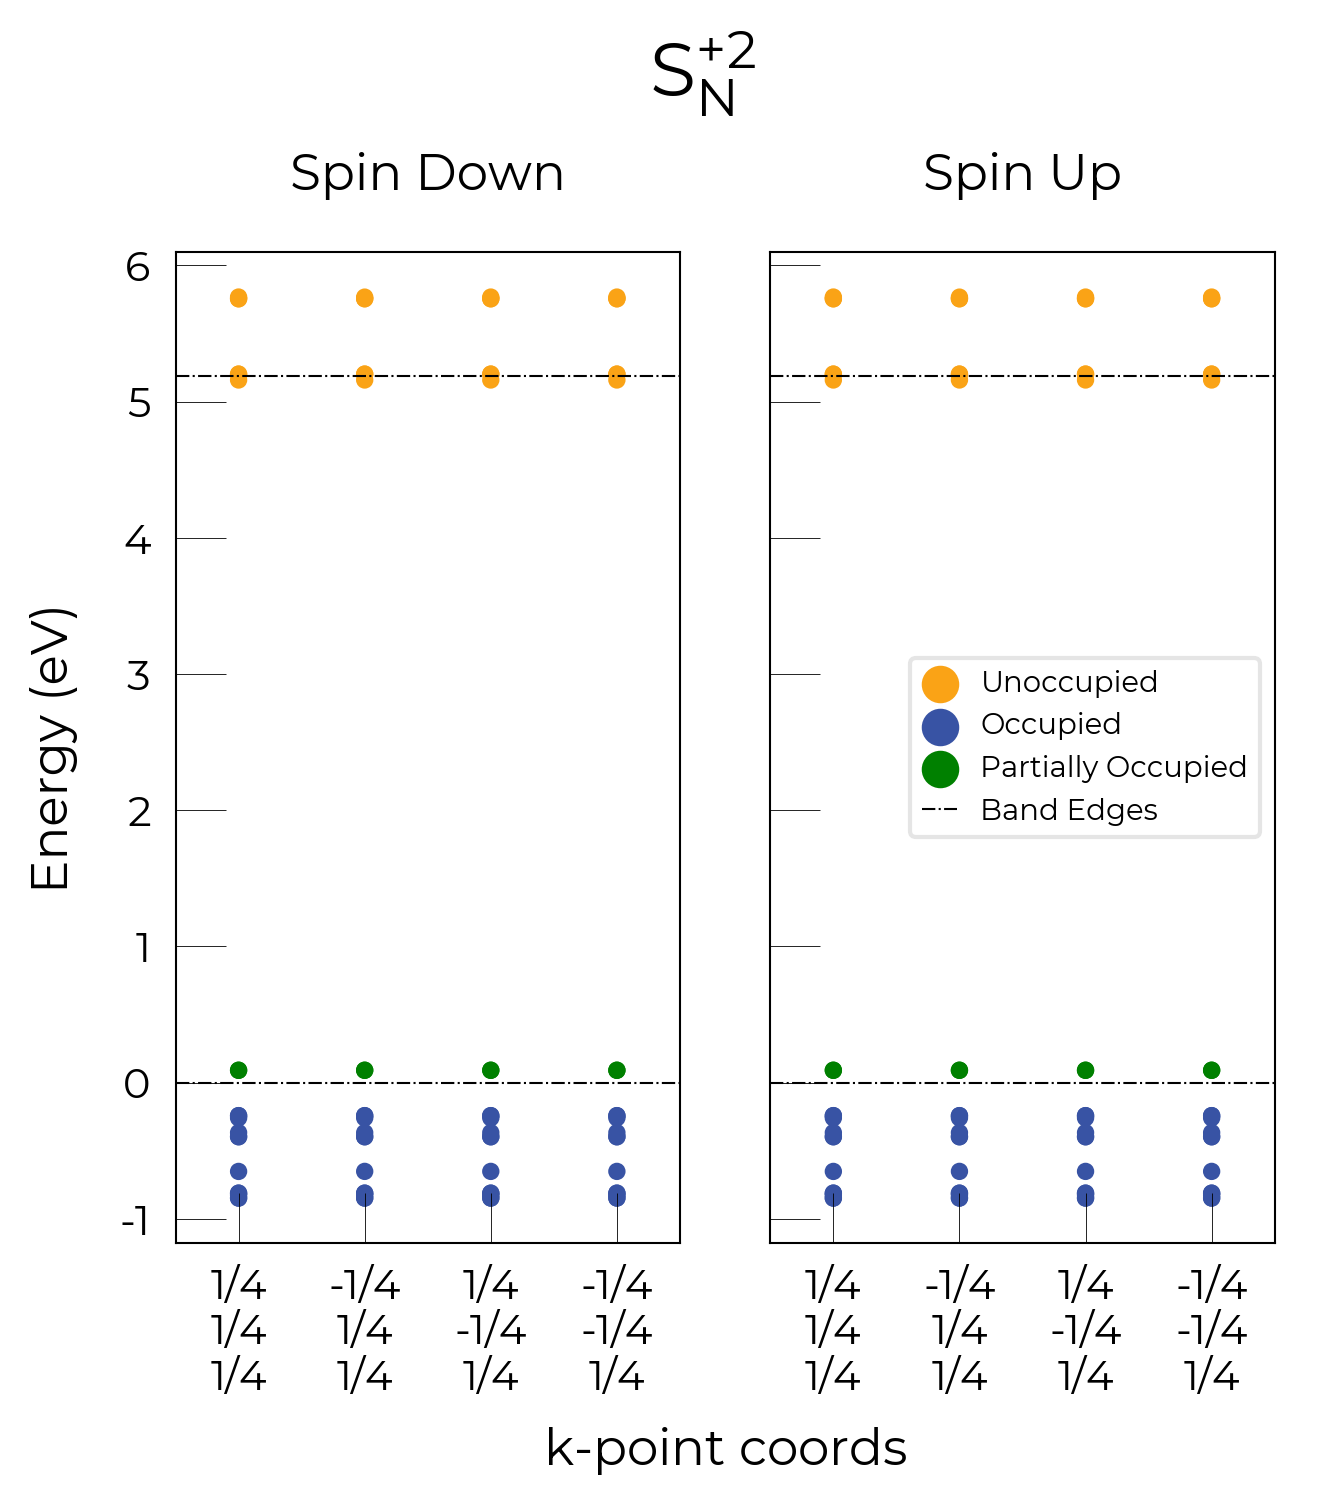 S_N^{+2}
Spin Down
Spin Up
6
5
4
3
2
1
0
-1
Energy (eV)
Unoccupied
Occupied
Partially Occupied
Band Edges
1/4 -1/4 1/4 -1/4 1/4 -1/4 1/4 -1/4
1/4 1/4 -1/4 -1/4 1/4 1/4 -1/4 -1/4
1/4 1/4 1/4 1/4 1/4 1/4 1/4 1/4
k-point coords